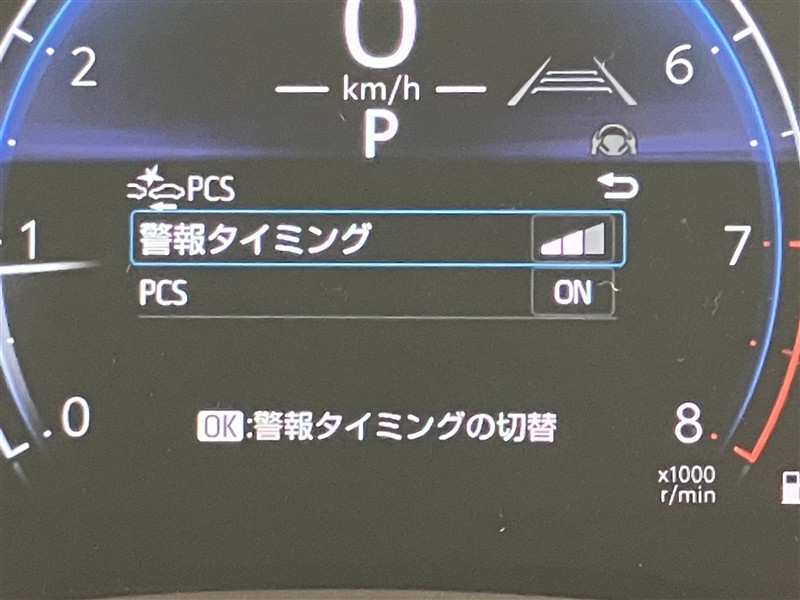 0
2
6
km/h
P
PCS
1
警報タイミング
7
PCS ON
0
OK:警報タイミングの切替
8
x1000
r/min